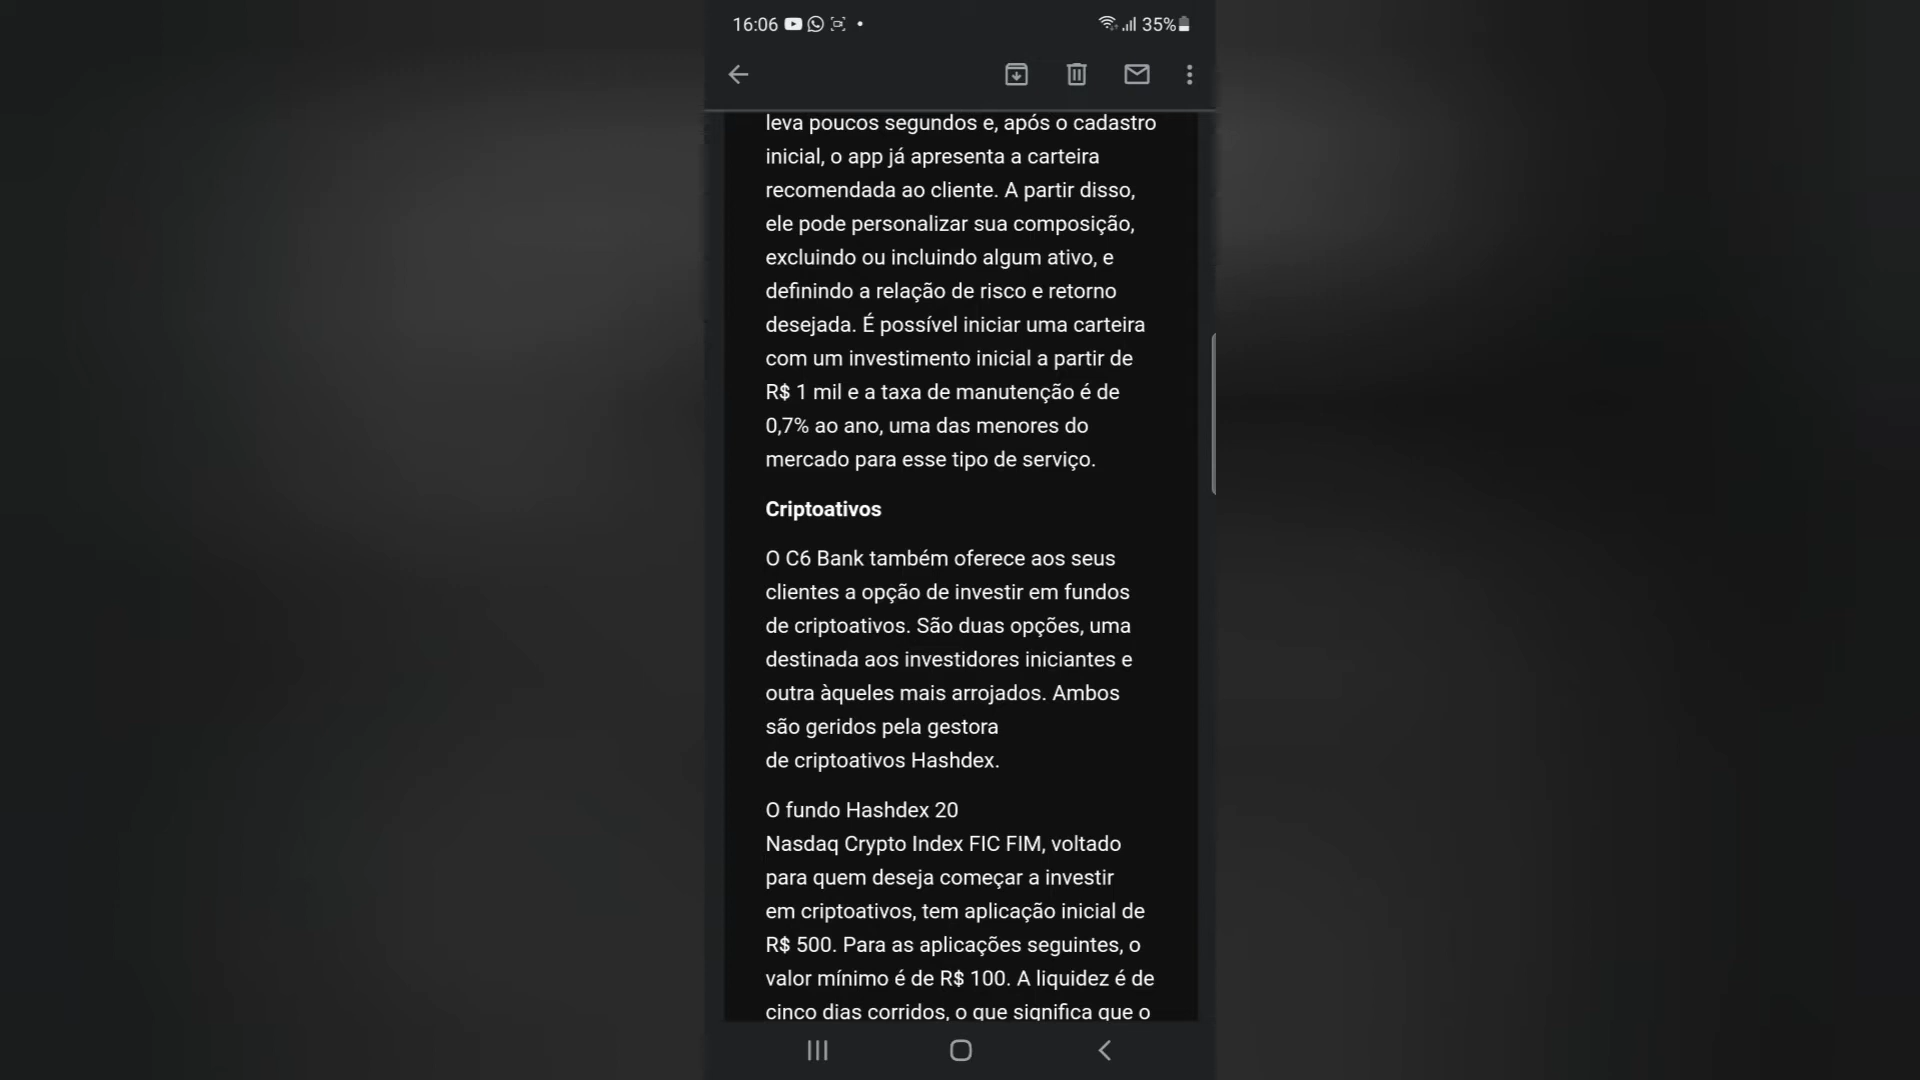 16:06
35%
leva poucos segundos e, após o cadastro
inicial, o app já apresenta a carteira
recomendada ao cliente. A partir disso,
ele pode personalizar sua composição,
excluindo ou incluindo algum ativo, e
definindo a relação de risco e retorno
desejada. É possível iniciar uma carteira
com um investimento inicial a partir de
R$ 1 mil e a taxa de manutenção é de
0,7% ao ano, uma das menores do
mercado para esse tipo de serviço.
Criptoativos
O C6 Bank também oferece aos seus
clientes a opção de investir em fundos
de criptoativos. São duas opções, uma
destinada aos investidores iniciantes e
outra àqueles mais arrojados. Ambos
são geridos pela gestora
de criptoativos Hashdex.
O fundo Hashdex 20
Nasdaq Crypto Index FIC FIM, voltado
para quem deseja começar a investir
em criptoativos, tem aplicação inicial de
R$ 500. Para as aplicações seguintes, o
valor mínimo é de R$ 100. A liquidez é de
cinco dias corridos, o que significa que o